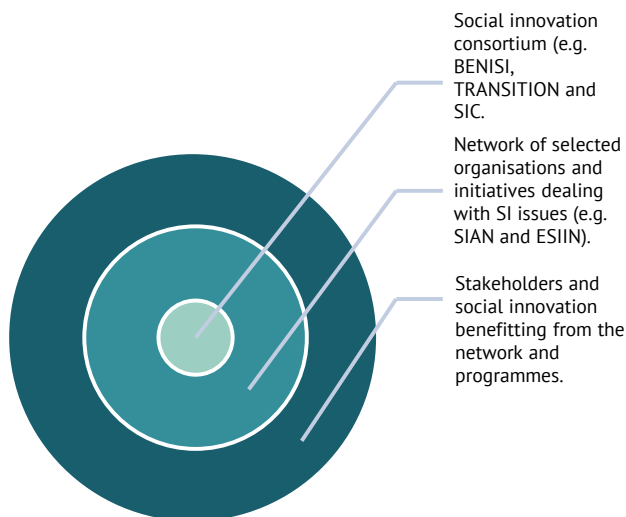 Social innovation
consortium (e.g.
BENISI,
TRANSITION and
SIC.
Network of selected
organisations and
initiatives dealing
with SI issues (e.g.
SIAN and ESIIN).
Stakeholders and
social innovation
benefitting from the
network and
programmes.